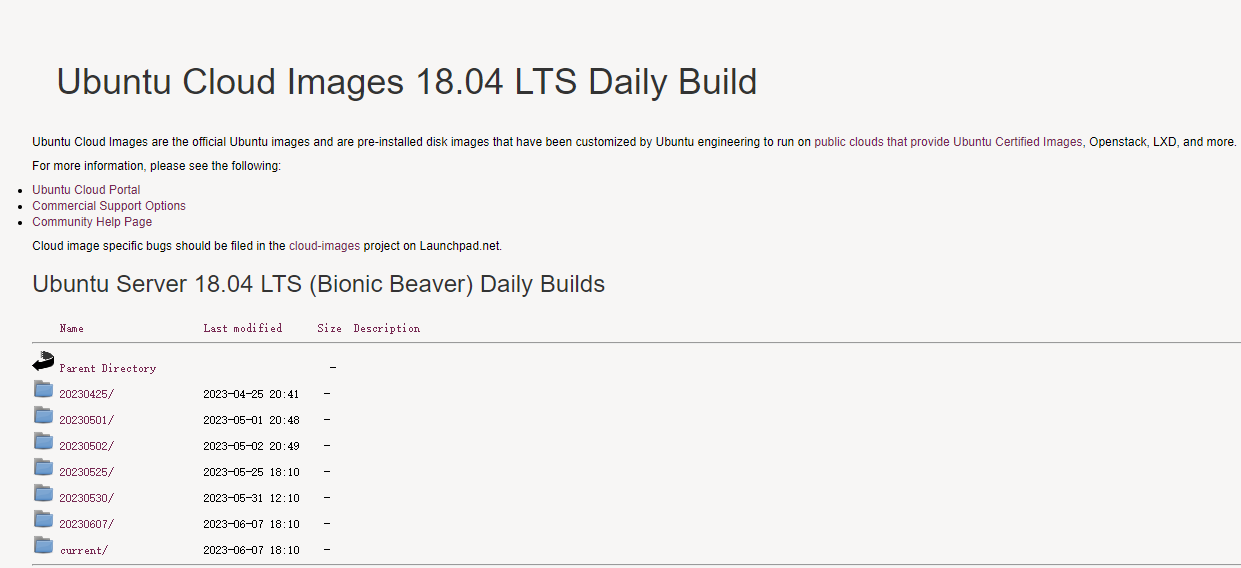 Ubuntu Cloud Images 18.04 LTS Daily Build
Ubuntu Cloud Images are the official Ubuntu images and are pre-installed disk images that have been customized by Ubuntu engineering to run on public clouds that provide Ubuntu Certified Images, Openstack, LXD, and more.
For more information, please see the following:
Ubuntu Cloud Portal
Commercial Support Options
Community Help Page
Cloud image specific bugs should be filed in the cloud-images project on Launchpad.net.
Ubuntu Server 18.04 LTS (Bionic Beaver) Daily Builds
Name Last modified Size Description
Parent Directory -
20230425/ 2023-04-25 20:41 -
20230501/ 2023-05-01 20:48 -
20230502/ 2023-05-02 20:49 -
20230525/ 2023-05-25 18:10 -
20230530/ 2023-05-31 12:10 -
20230607/ 2023-06-07 18:10 -
current/ 2023-06-07 18:10 -